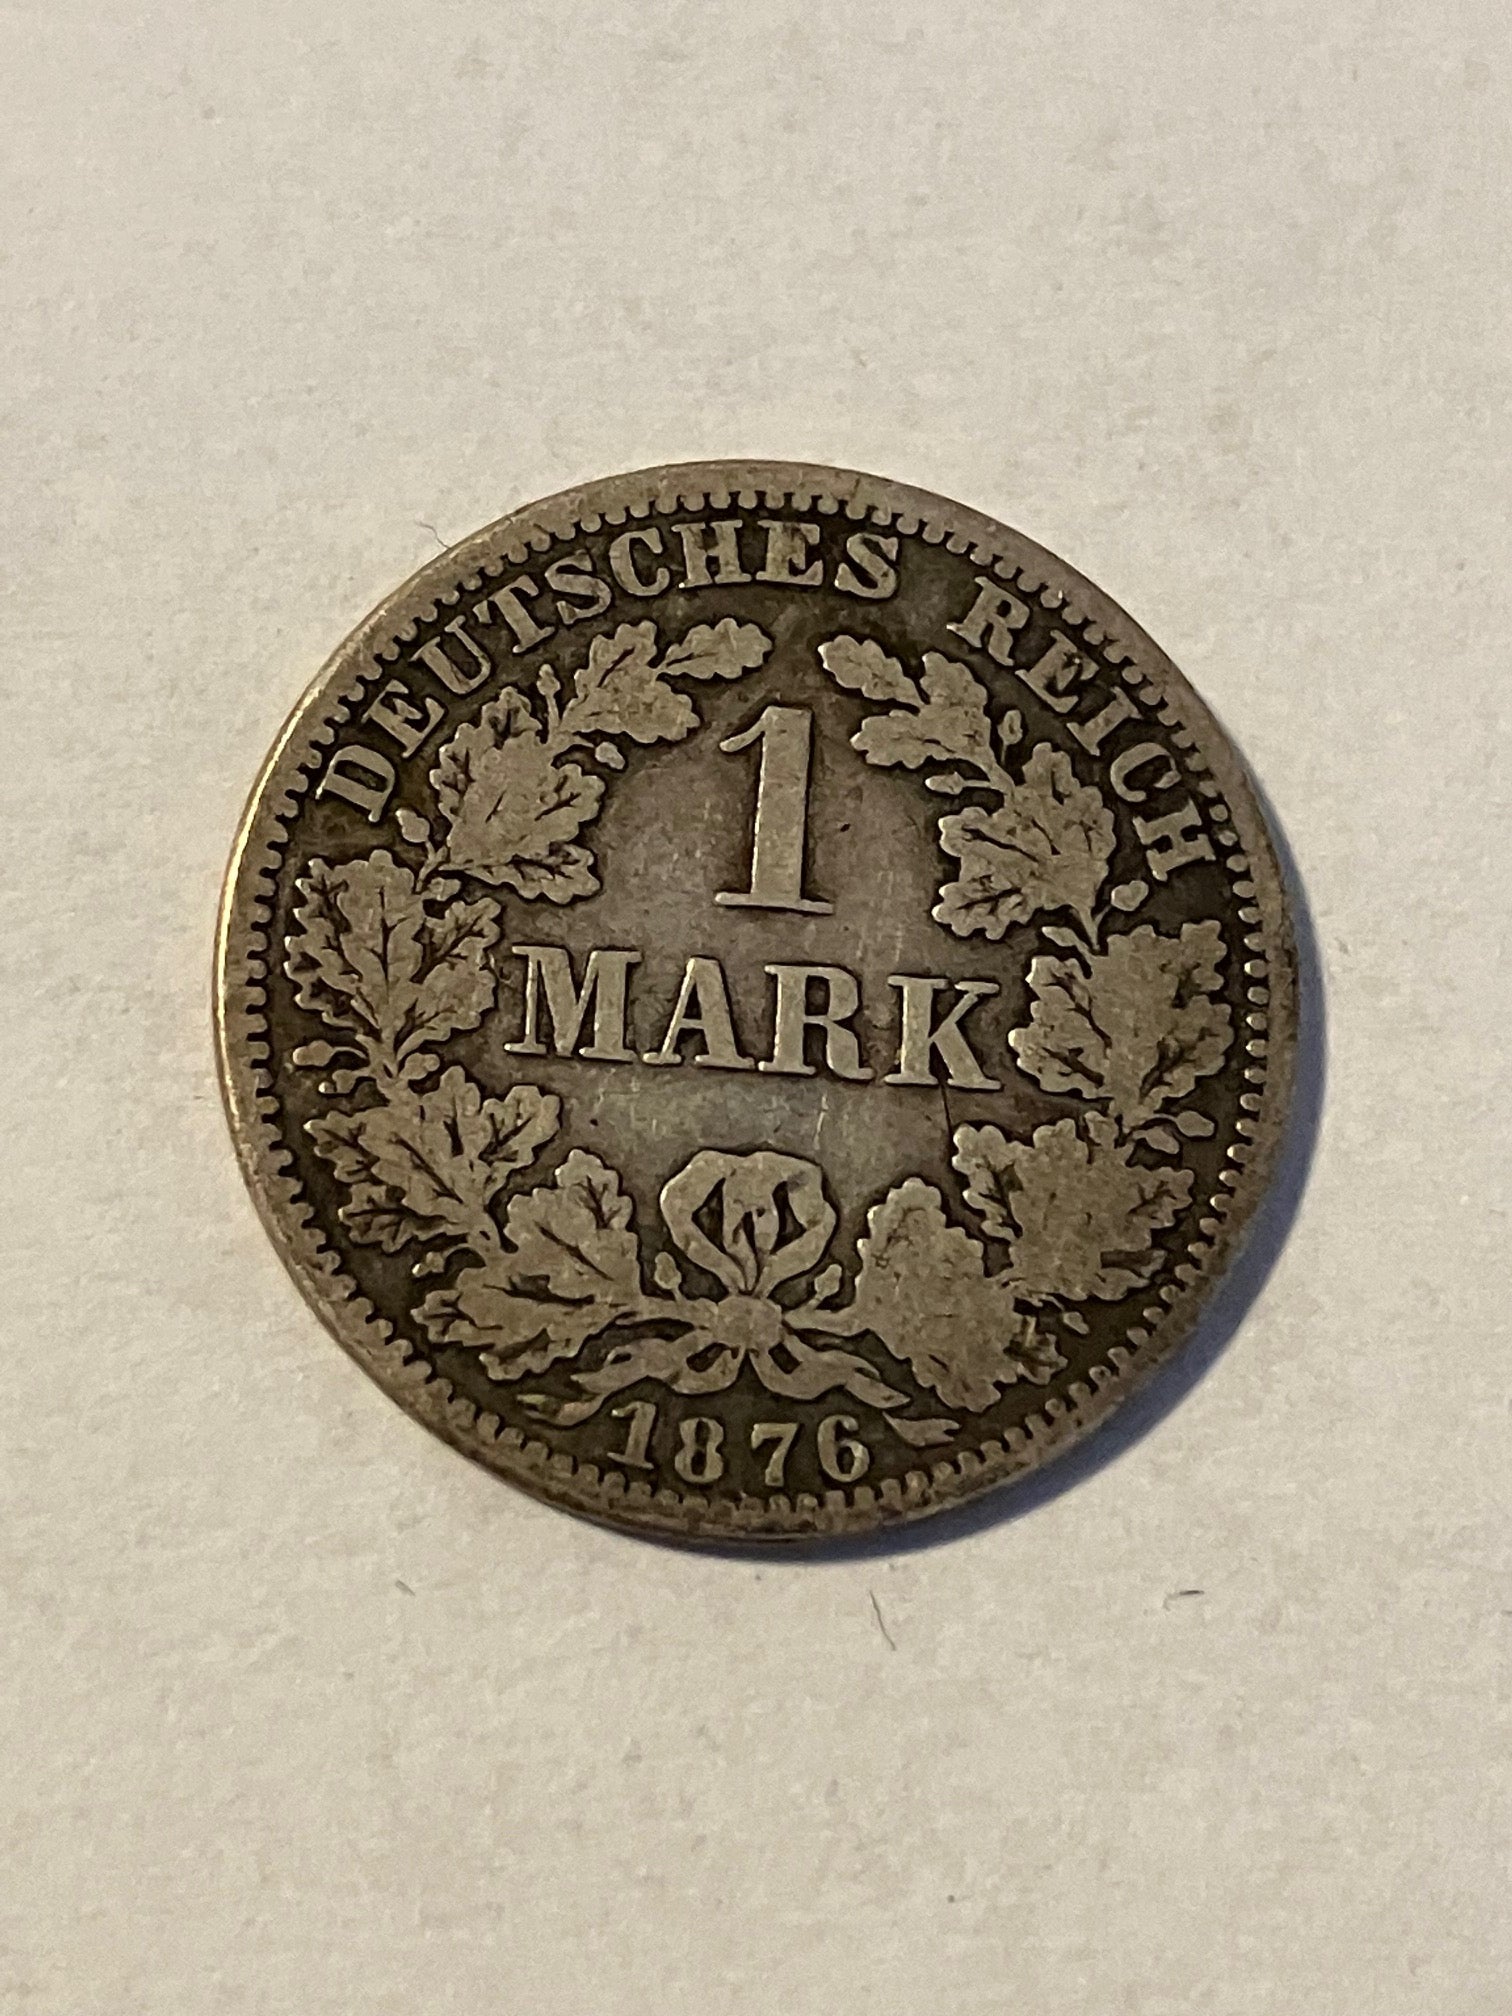 DEUTSCHES REICH
1
MARK
1876